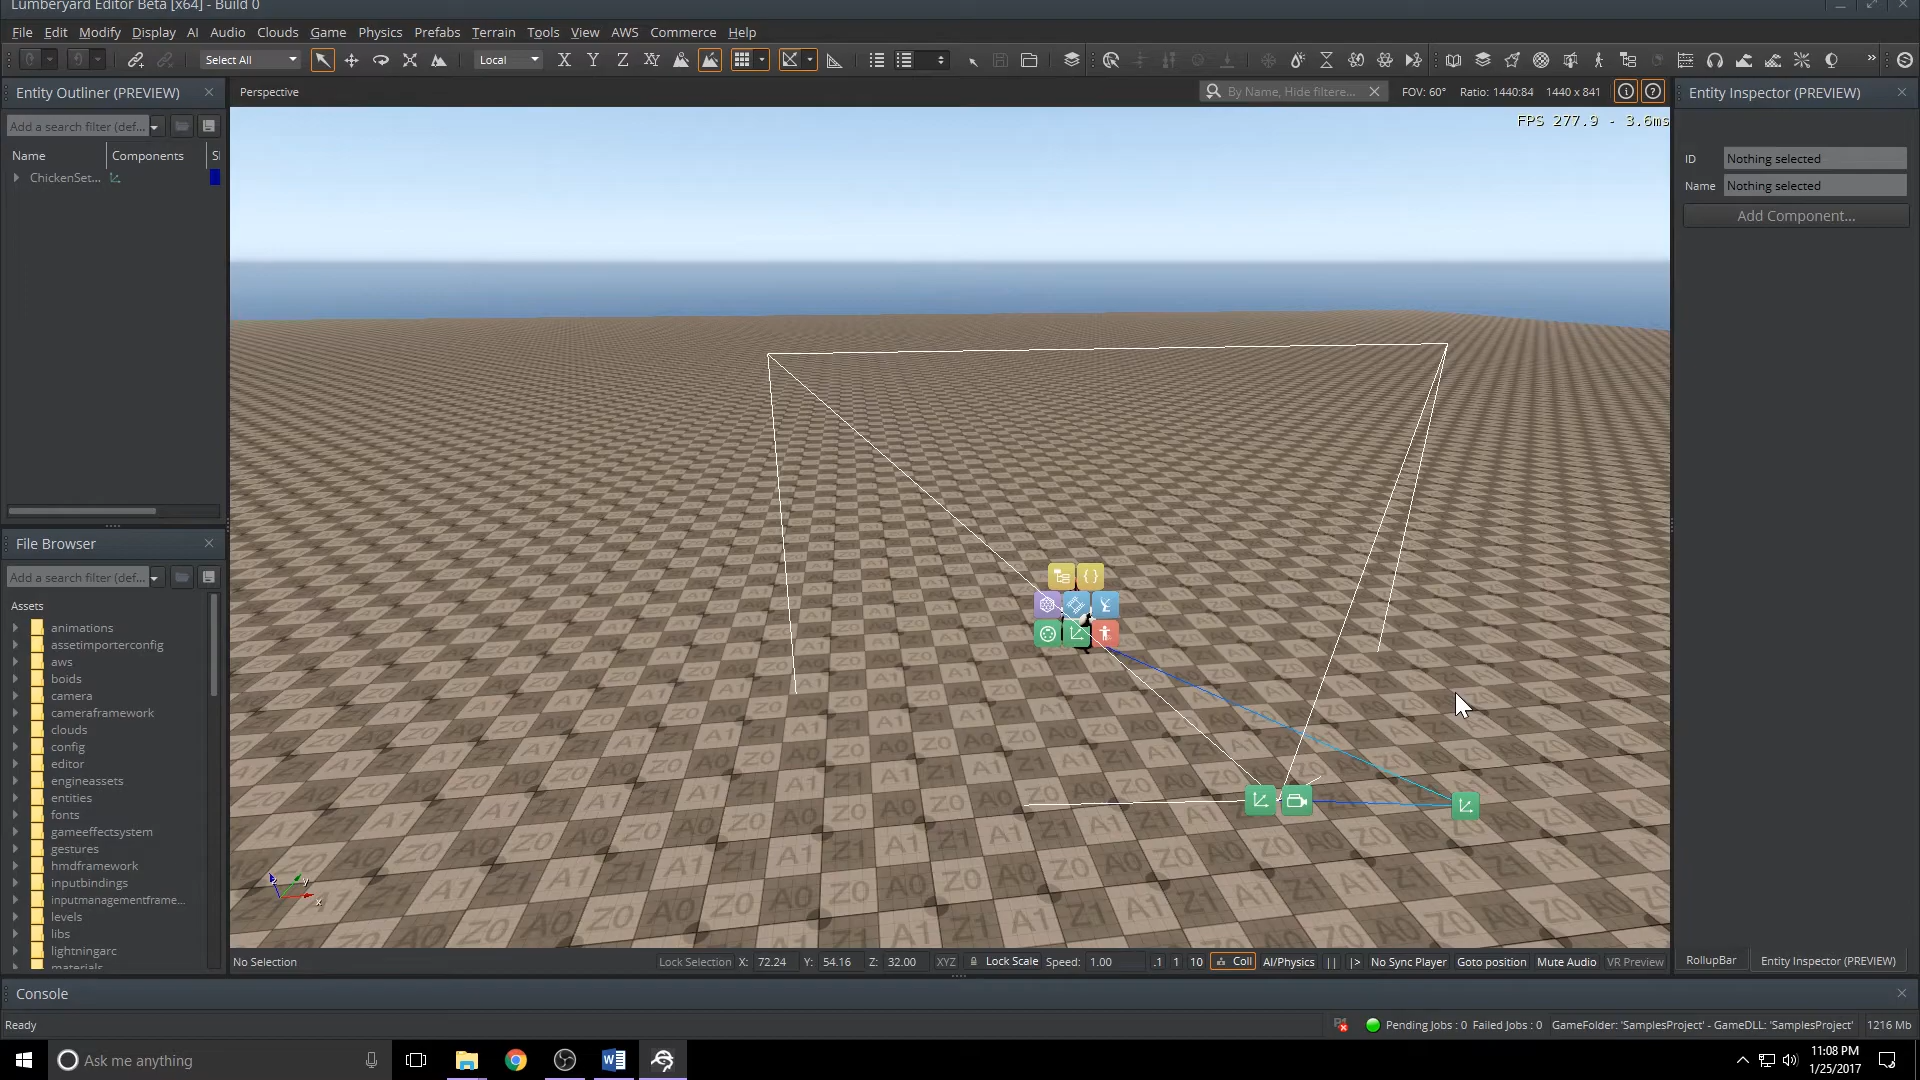 Lumberyard Editor Beta [x64] - Build 0
File Edit Modify Display AI Audio Clouds Game Physics Prefabs Terrain Tools View AWS Commerce Help
Select All Local X Y Z XY
Entity Outliner (PREVIEW)
Add a search filter (def...
Name Components S
ChickenSet...
File Browser
Add a search filter (def...
Assets
animations
assetimporterconfig
aws
boids
camera
cameraframework
clouds
config
editor
engineassets
entities
fonts
gameeffectsystem
gestures
hmdframework
inputbindings
inputmanagementframe...
levels
libs
lightningarc
materials
Perspective By Name, Hide filtere... FOV: 60° Ratio: 1440:84 1440 x 841
FPS 277.9 - 3.6ms
y
x
No Selection Lock Selection X: 72.24 Y: 54.16 Z: 32.00 XYZ Lock Scale Speed: 1.00 .1 1 10 Coll AI/Physics || |> No Sync Player Goto position Mute Audio VR Preview
Entity Inspector (PREVIEW)
ID Nothing selected
Name Nothing selected
Add Component...
RollupBar Entity Inspector (PREVIEW)
Console
Ready Pending Jobs : 0 Failed Jobs : 0 GameFolder: 'SamplesProject' - GameDLL: 'SamplesProject' 1216 Mb
Ask me anything
11:08 PM
1/25/2017